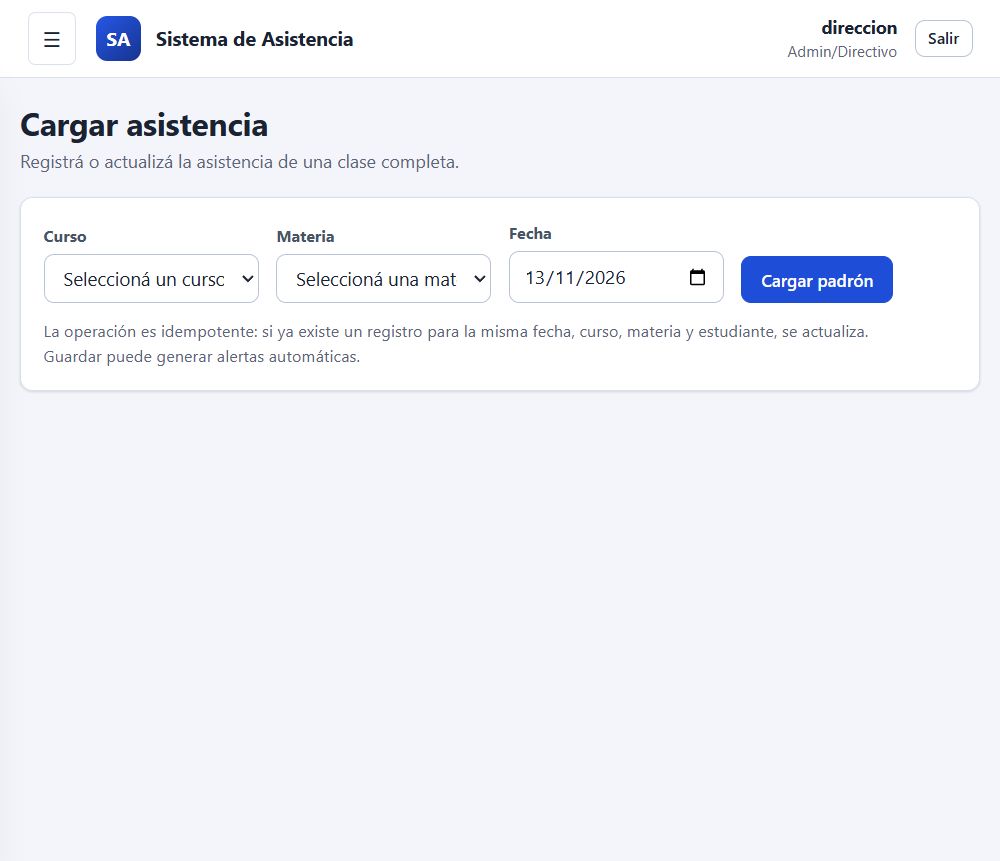 ☰
SA
Sistema de Asistencia
direccion
Admin/Directivo
Salir
Cargar asistencia
Registrá o actualizá la asistencia de una clase completa.
Curso
Materia
Fecha
Seleccioná un curso
Seleccioná una mat
13/11/2026
Cargar padrón
La operación es idempotente: si ya existe un registro para la misma fecha, curso, materia y estudiante, se actualiza.
Guardar puede generar alertas automáticas.